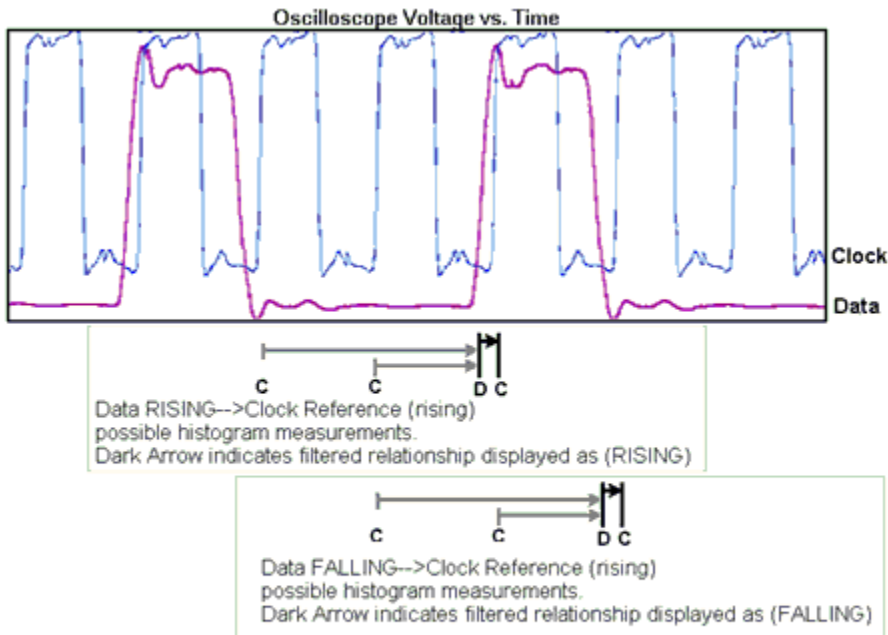 Oscilloscope Voltage vs. Time
Clock
Data
C C D C
Data RISING-->Clock Reference (rising)
possible histogram measurements.
Dark Arrow indicates filtered relationship displayed as (RISING)
C C D C
Data FALLING-->Clock Reference (rising)
possible histogram measurements.
Dark Arrow indicates filtered relationship displayed as (FALLING)